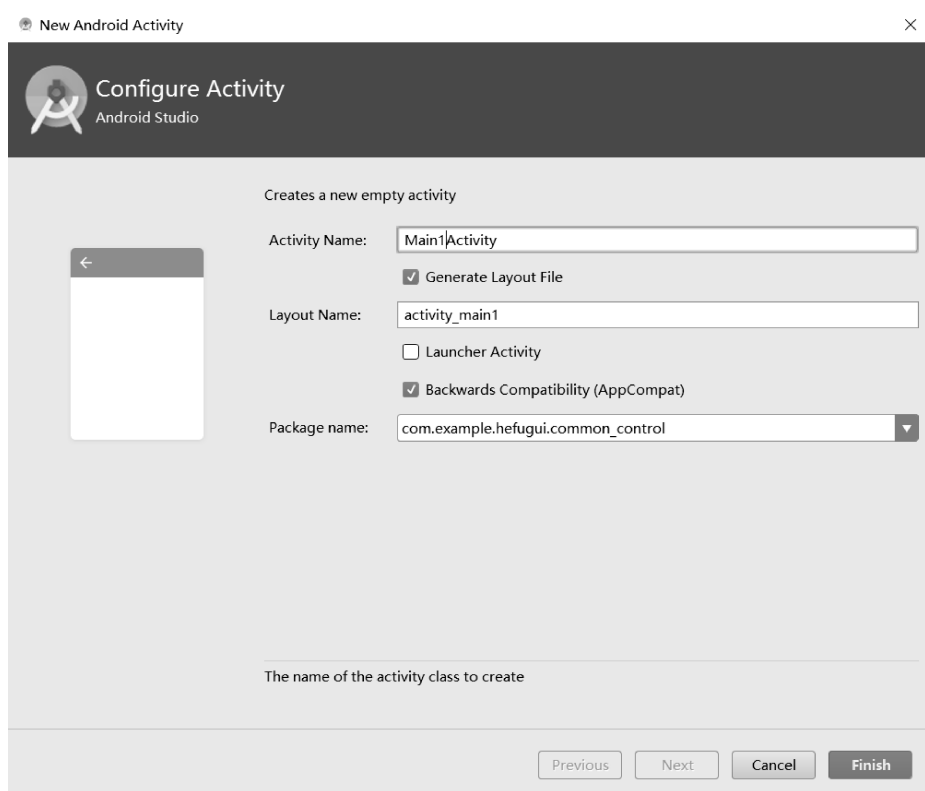 New Android Activity
Configure Activity
Android Studio
Creates a new empty activity
Activity Name: Main1Activity
Generate Layout File
Layout Name: activity_main1
Launcher Activity
Backwards Compatibility (AppCompat)
Package name: com.example.hefugui.common_control
The name of the activity class to create
Previous Next Cancel Finish